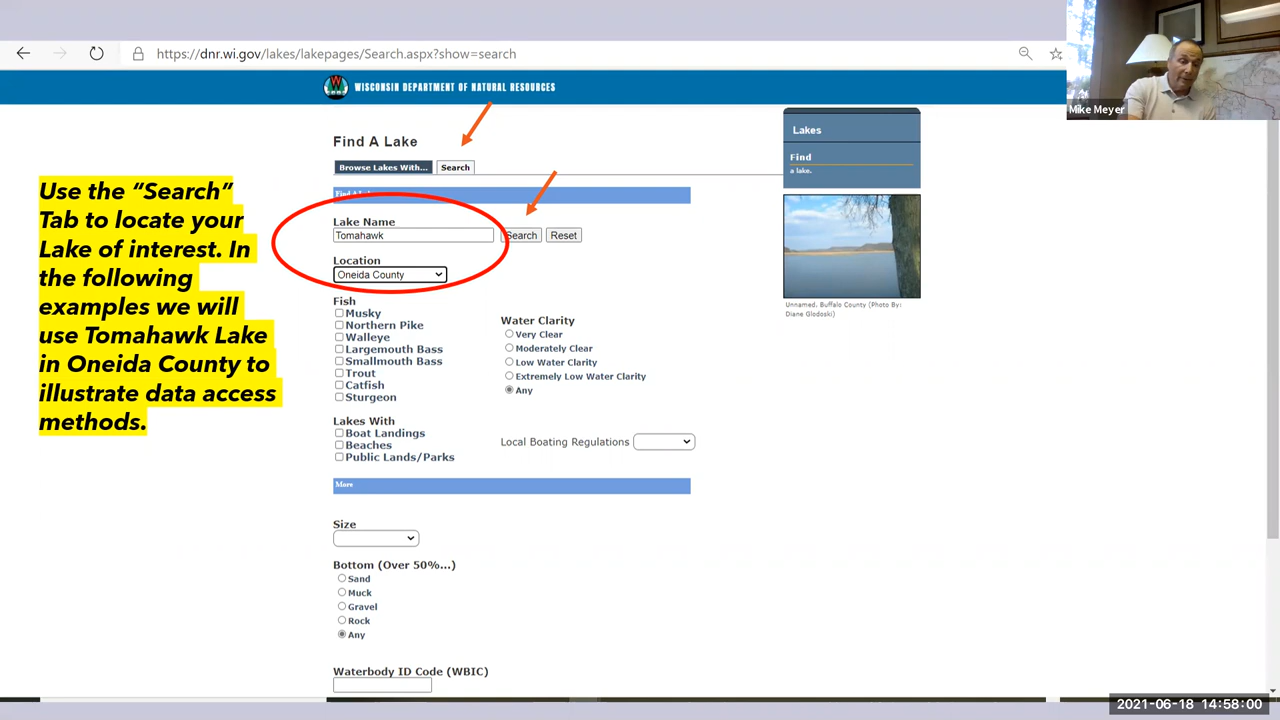 https://dnr.wi.gov/lakes/lakepages/Search.aspx?show=search
Mike Meyer
WISCONSIN DEPARTMENT OF NATURAL RESOURCES
Find A Lake
Browse Lakes With...
Search
Lakes
Find
a lake.
Use the “Search”
Tab to locate your
Lake of interest. In
the following
examples we will
use Tomahawk Lake
in Oneida County to
illustrate data access
methods.
Find A Lake
Lake Name
Tomahawk
Search
Reset
Location
Oneida County
Fish
Musky
Northern Pike
Walleye
Largemouth Bass
Smallmouth Bass
Trout
Catfish
Sturgeon
Water Clarity
Very Clear
Moderately Clear
Low Water Clarity
Extremely Low Water Clarity
Any
Unnamed. Buffalo County (Photo By:
Diane Glodoski)
Lakes With
Boat Landings
Beaches
Public Lands/Parks
Local Boating Regulations
More
Size
Bottom (Over 50%...)
Sand
Muck
Gravel
Rock
Any
Waterbody ID Code (WBIC)
2021-06-18 14:58:00